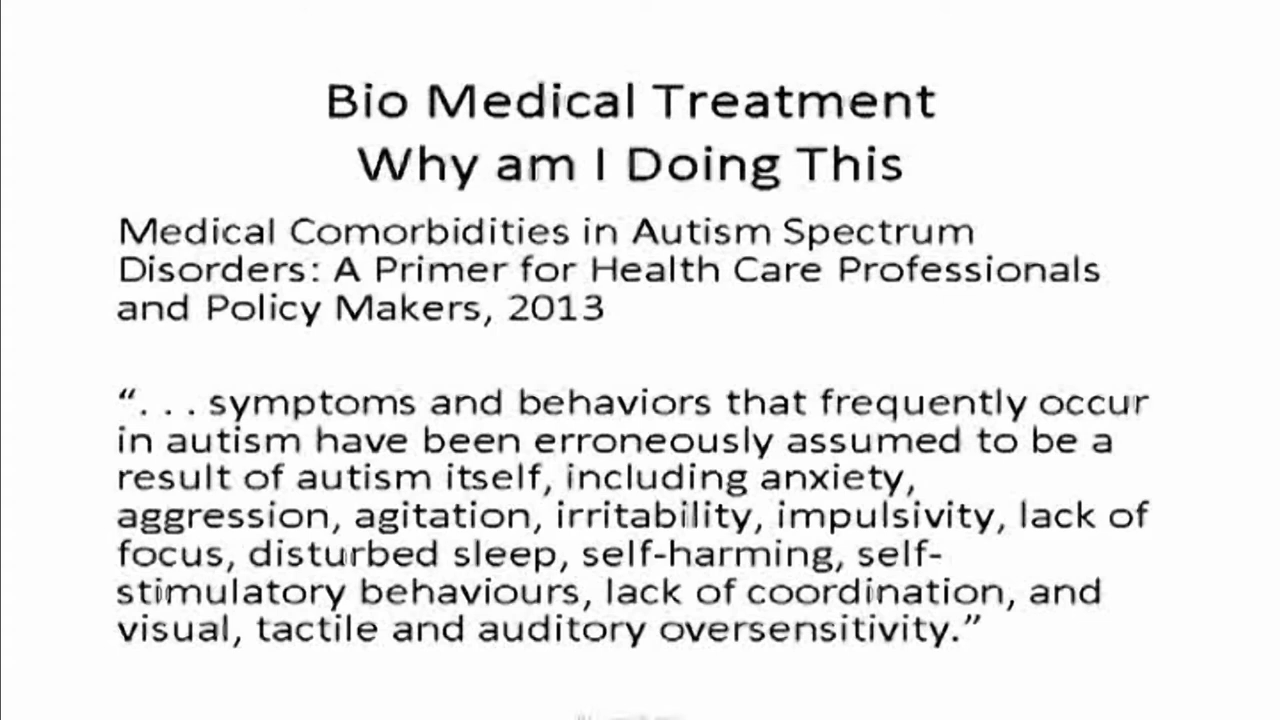 Bio Medical Treatment
Why am I Doing This
Medical Comorbidities in Autism Spectrum
Disorders: A Primer for Health Care Professionals
and Policy Makers, 2013
“. . . symptoms and behaviors that frequently occur
in autism have been erroneously assumed to be a
result of autism itself, including anxiety,
aggression, agitation, irritability, impulsivity, lack of
focus, disturbed sleep, self-harming, self-
stimulatory behaviours, lack of coordination, and
visual, tactile and auditory oversensitivity.”